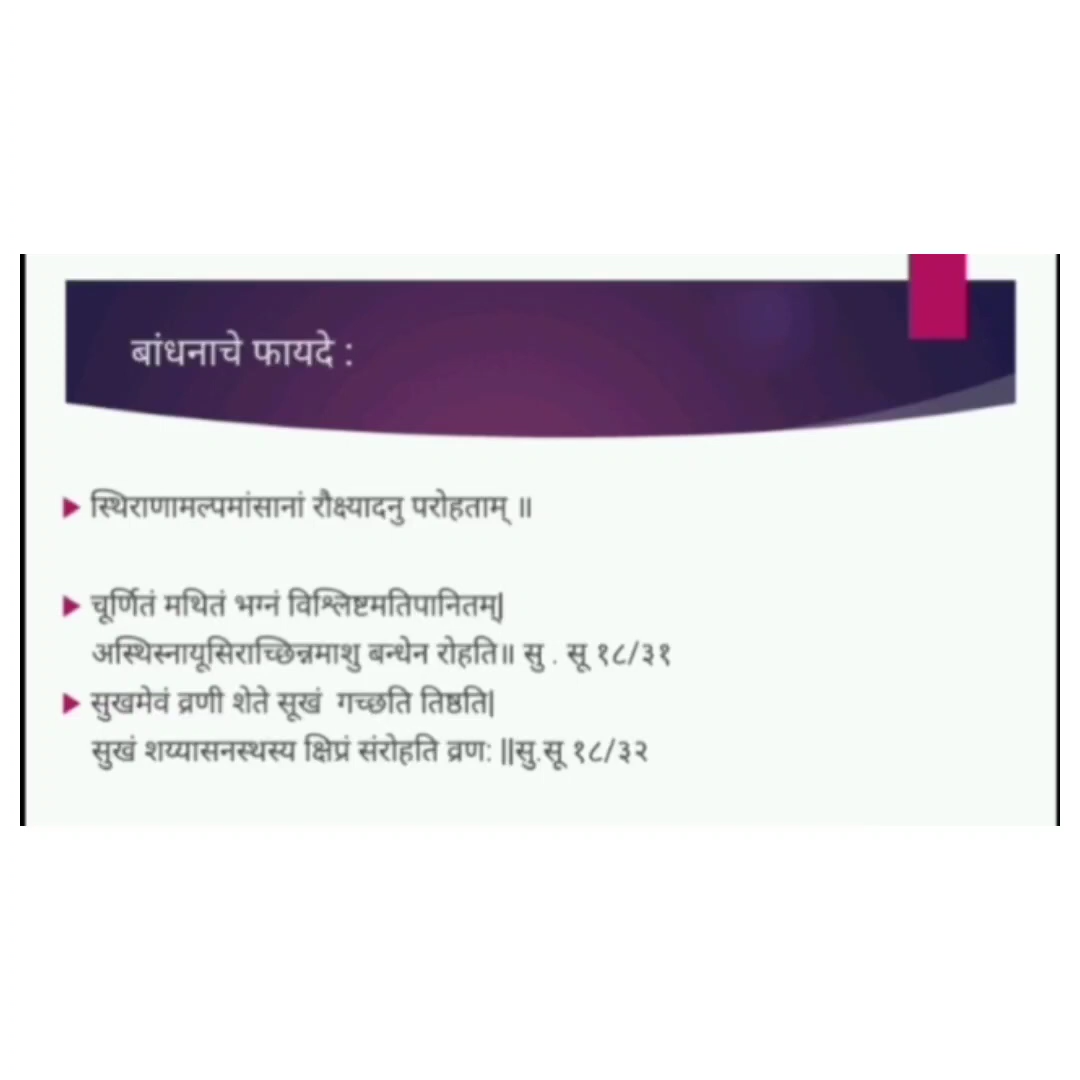 बांधनाचे फायदे :
स्थिराणामल्पमांसानां रौक्ष्यादनु परोहताम् ॥
चूर्णितं मथितं भग्नं विश्लिष्टमतिपानितम्|
अस्थिस्नायूसिराच्छिन्नमाशु बन्धेन रोहति॥ सु . सू १८/३१
सुखमेवं व्रणी शेते सूखं गच्छति तिष्ठति|
सुखं शय्यासनस्थस्य क्षिप्रं संरोहति व्रण: ||सु.सू १८/३२